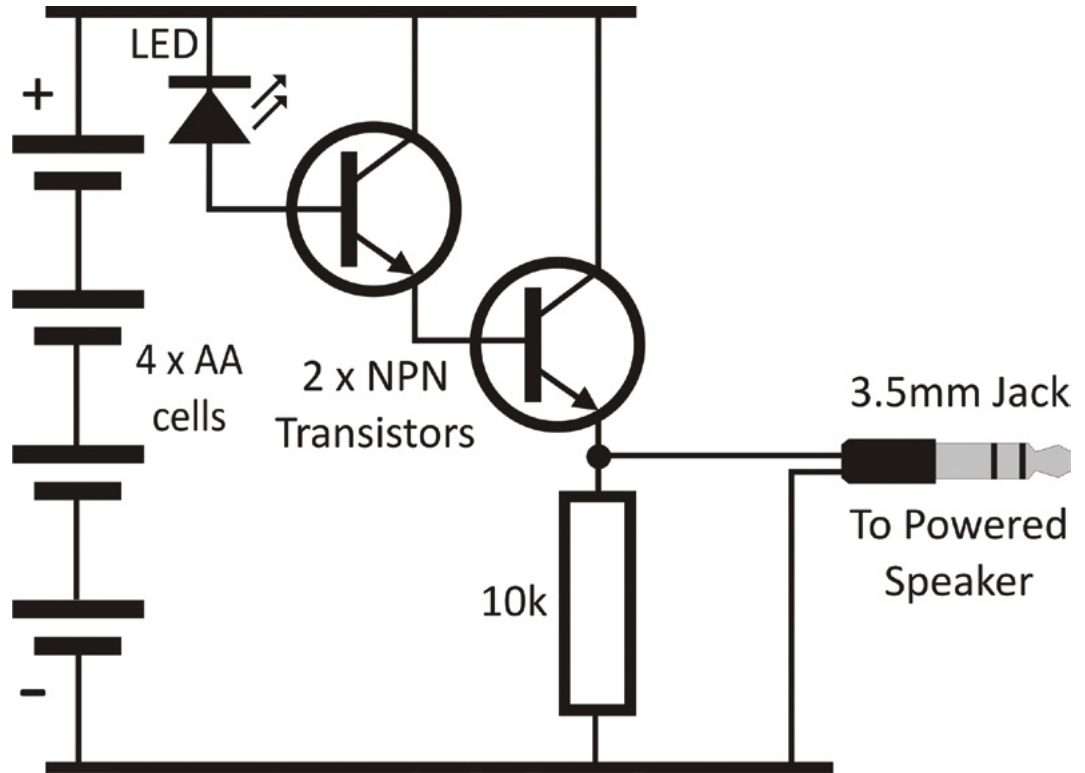 LED
+
4 x AA
cells
2 x NPN
Transistors
3.5mm Jack
To Powered
Speaker
10k
−